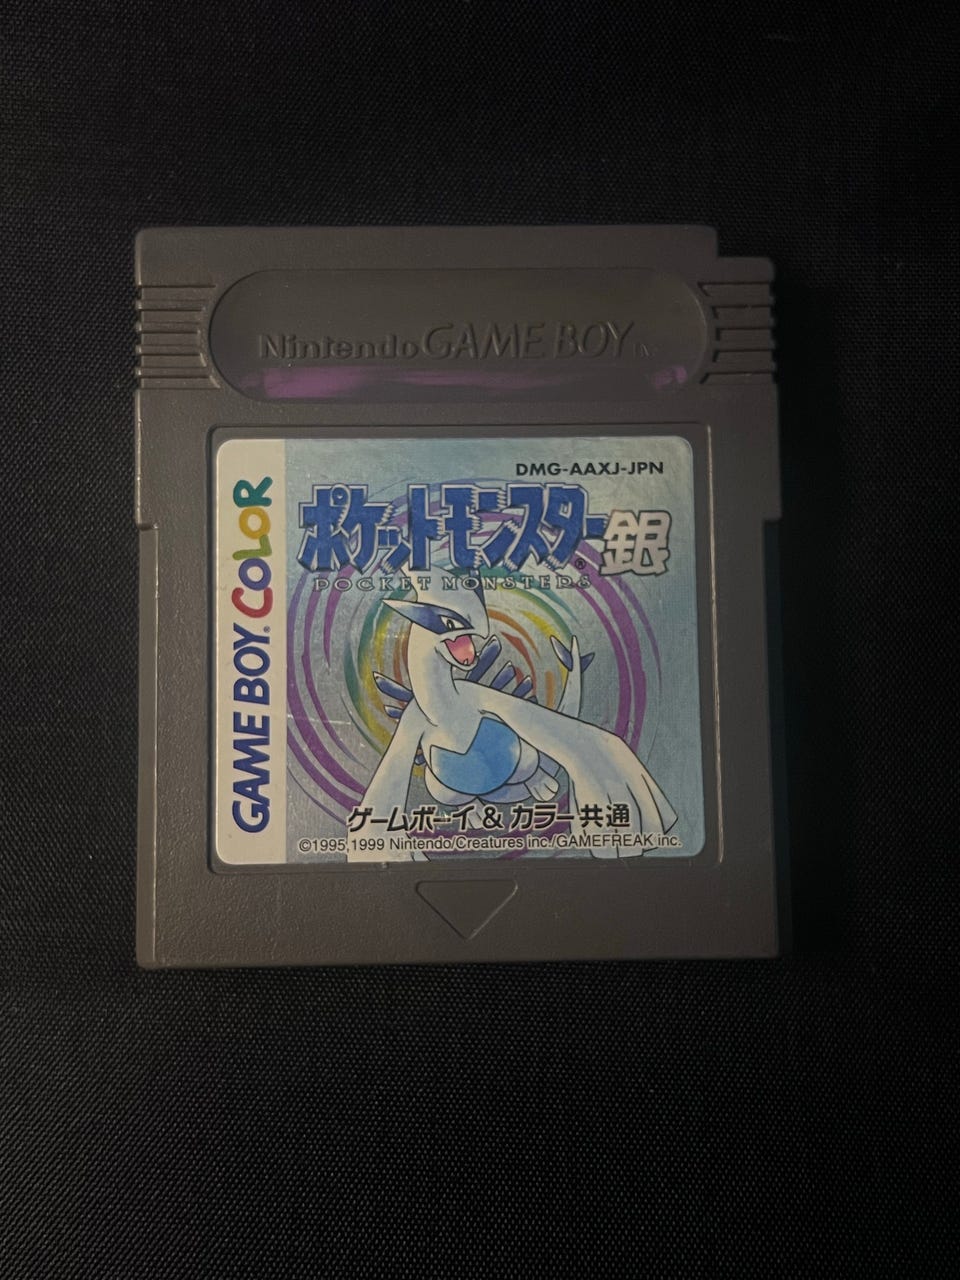 Nintendo GAME BOY TM
DMG-AAXJ-JPN
ポケットモンスター銀
®
POCKET MONSTERS
GAME BOY® COLOR
ゲームボーイ & カラー共通
©1995,1999 Nintendo/Creatures inc./GAMEFREAK inc.